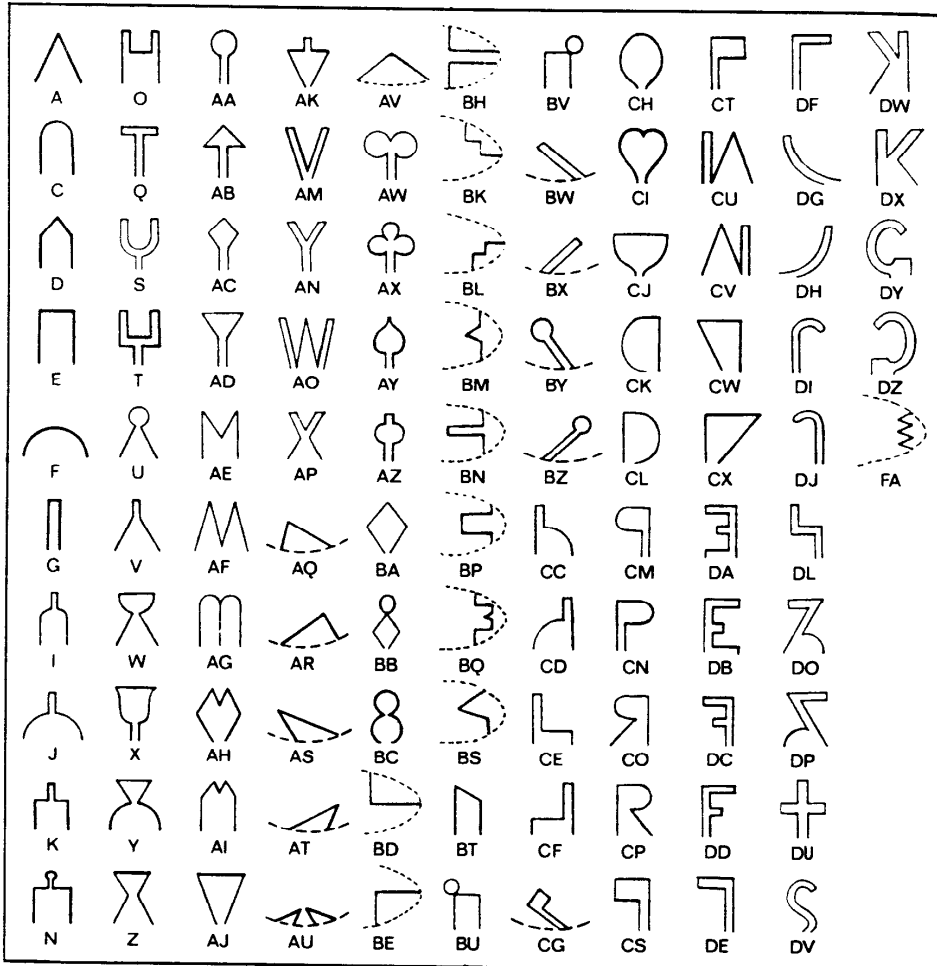 A O AA AK AV BH BV CH CT DF DW
C Q AB AM AW BK BW CI CU DG DX
D S AC AN AX BL BX CJ CV DH DY
E T AD AO AY BM BY CK CW DI DZ
F U AE AP AZ BN BZ CL CX DJ FA
G V AF AQ BA BP CC CM DA DL
I W AG AR BB BQ CD CN DB DO
J X AH AS BC BS CE CO DC DP
K Y AI AT BD BT CF CP DD DU
N Z AJ AU BE BU CG CS DE DV